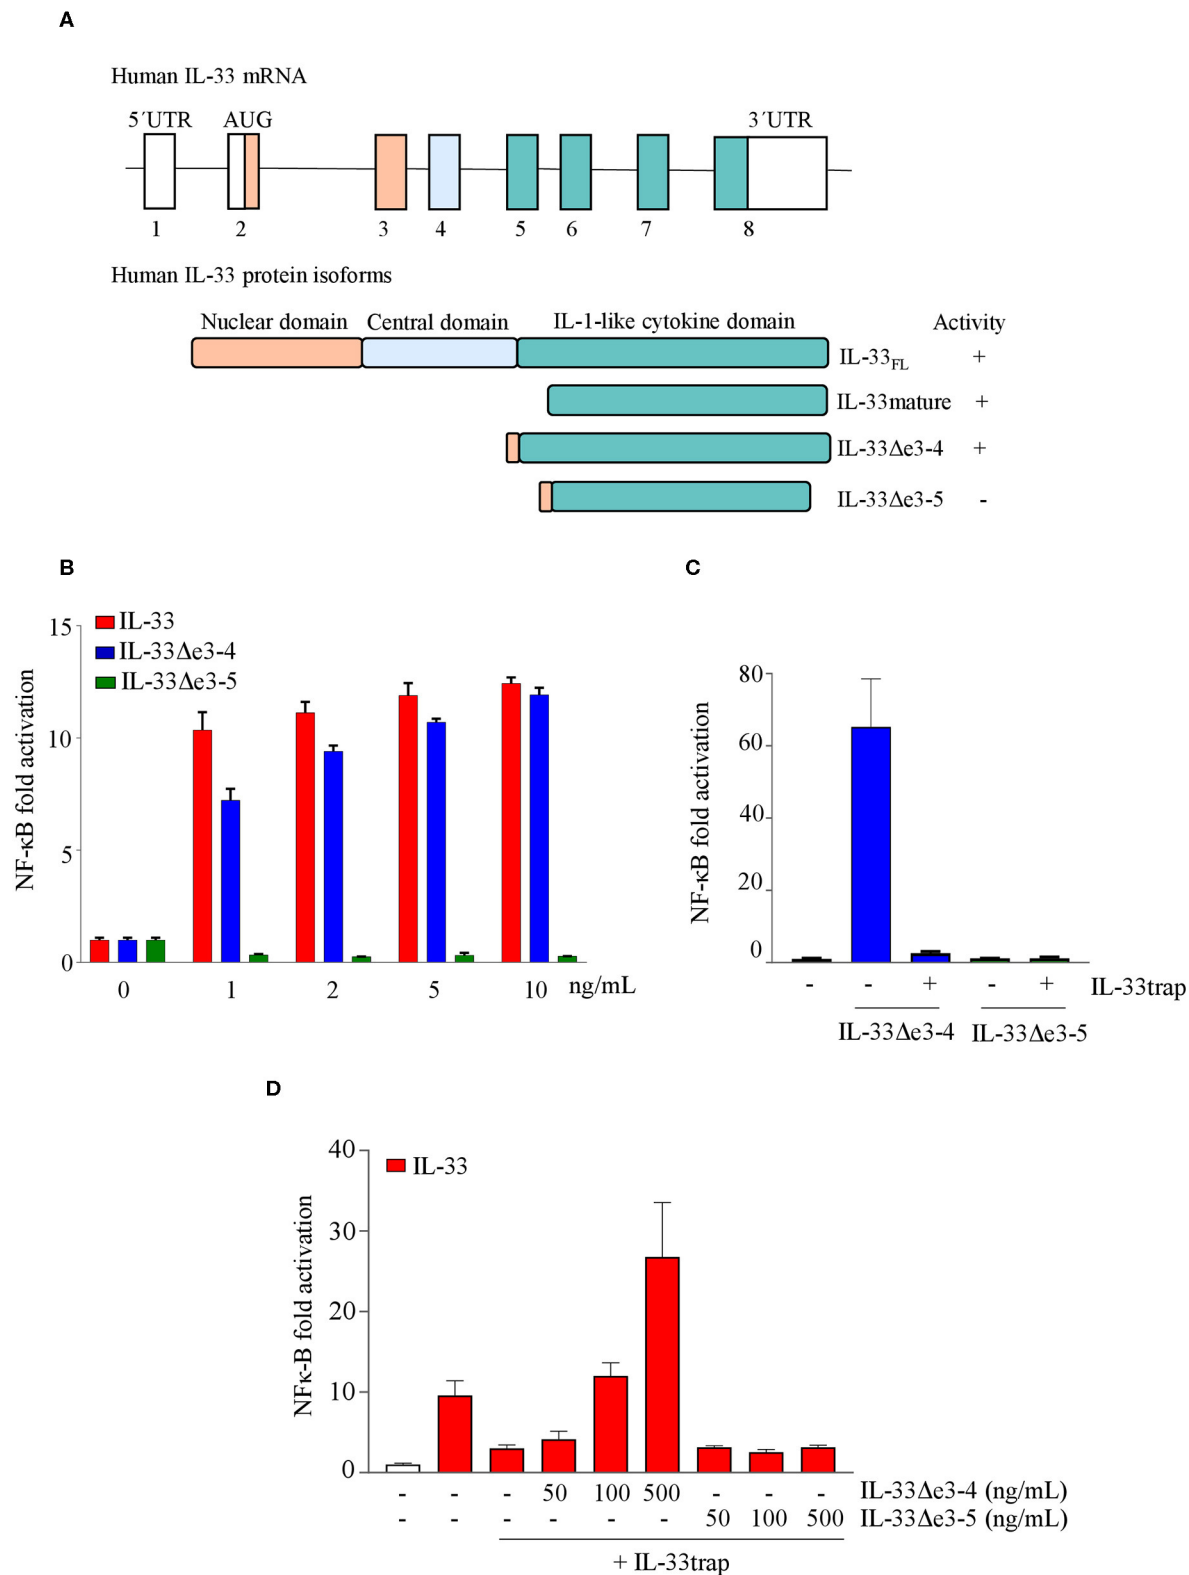 A
Human IL-33 mRNA
5´UTR AUG 3´UTR
1 2 3 4 5 6 7 8
Human IL-33 protein isoforms
Nuclear domain Central domain IL-1-like cytokine domain Activity
IL-33FL +
IL-33mature +
IL-33Δe3-4 +
IL-33Δe3-5 -
B
NF-κB fold activation
15
10
5
0
IL-33
IL-33Δe3-4
IL-33Δe3-5
0 1 2 5 10 ng/mL
C
NF-κB fold activation
80
60
40
20
0
- - + - + IL-33trap
IL-33Δe3-4 IL-33Δe3-5
D
NFκ-B fold activation
40
30
20
10
0
IL-33
- - - 50 100 500 - - - IL-33Δe3-4 (ng/mL)
- - - - - - 50 100 500 IL-33Δe3-5 (ng/mL)
+ IL-33trap